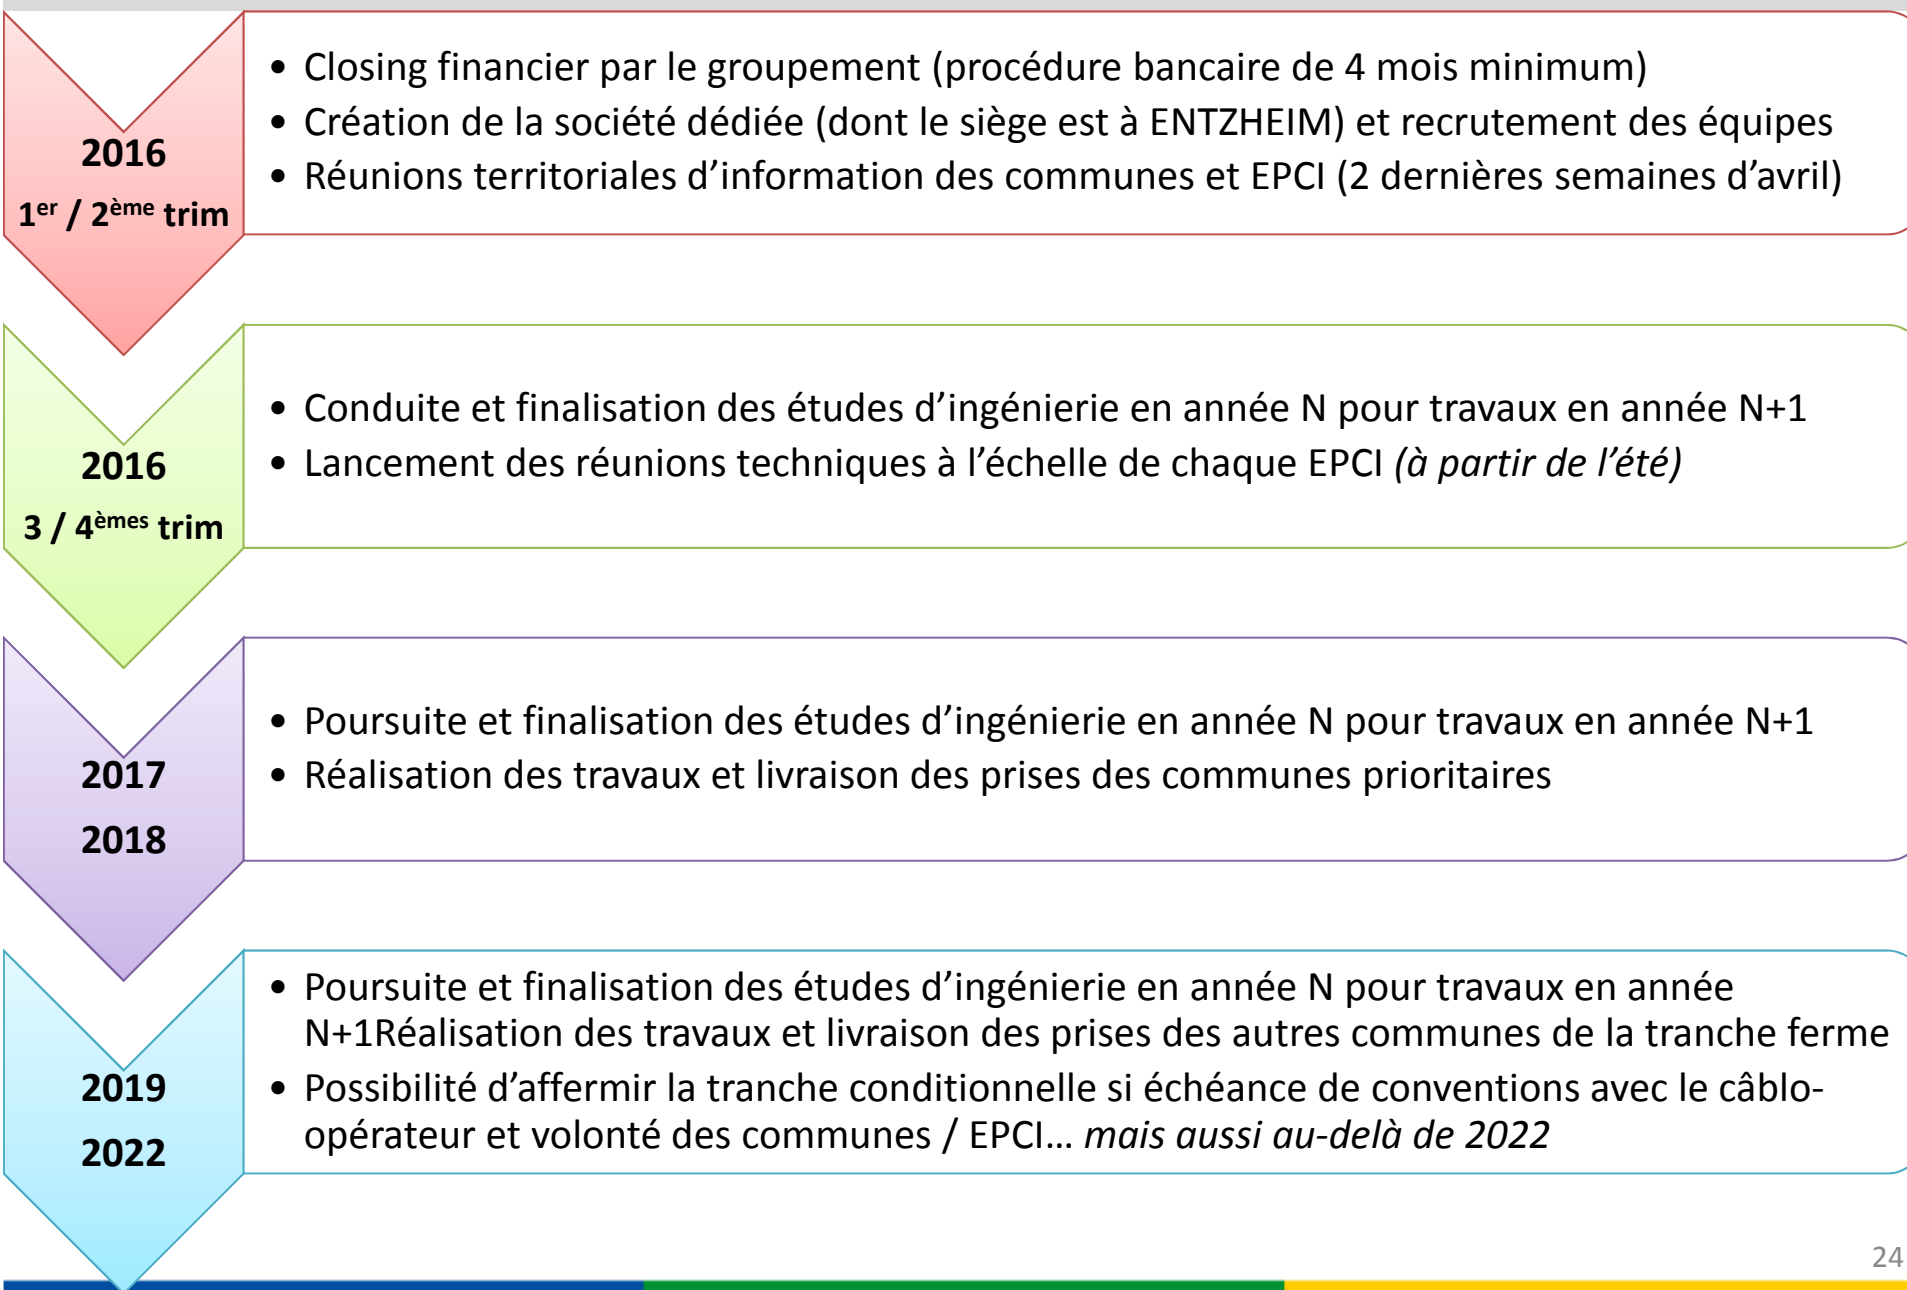 2016
1er / 2ème trim
• Closing financier par le groupement (procédure bancaire de 4 mois minimum)
• Création de la société dédiée (dont le siège est à ENTZHEIM) et recrutement des équipes
• Réunions territoriales d’information des communes et EPCI (2 dernières semaines d’avril)
2016
3 / 4èmes trim
• Conduite et finalisation des études d’ingénierie en année N pour travaux en année N+1
• Lancement des réunions techniques à l’échelle de chaque EPCI (à partir de l’été)
2017
2018
• Poursuite et finalisation des études d’ingénierie en année N pour travaux en année N+1
• Réalisation des travaux et livraison des prises des communes prioritaires
2019
2022
• Poursuite et finalisation des études d’ingénierie en année N pour travaux en année
N+1Réalisation des travaux et livraison des prises des autres communes de la tranche ferme
• Possibilité d’affermir la tranche conditionnelle si échéance de conventions avec le câblo-
opérateur et volonté des communes / EPCI… mais aussi au-delà de 2022
24